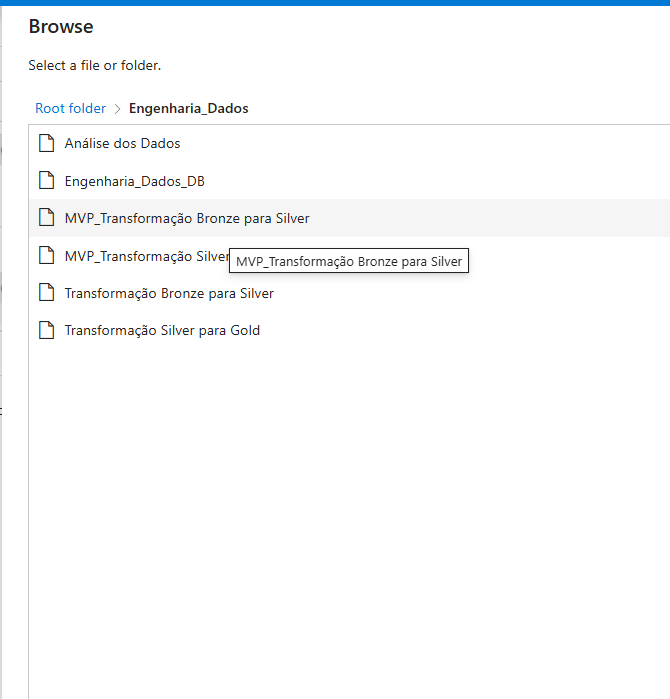 Browse
Select a file or folder.
Root folder > Engenharia_Dados
Análise dos Dados
Engenharia_Dados_DB
MVP_Transformação Bronze para Silver
MVP_Transformação Silver
MVP_Transformação Bronze para Silver
Transformação Bronze para Silver
Transformação Silver para Gold